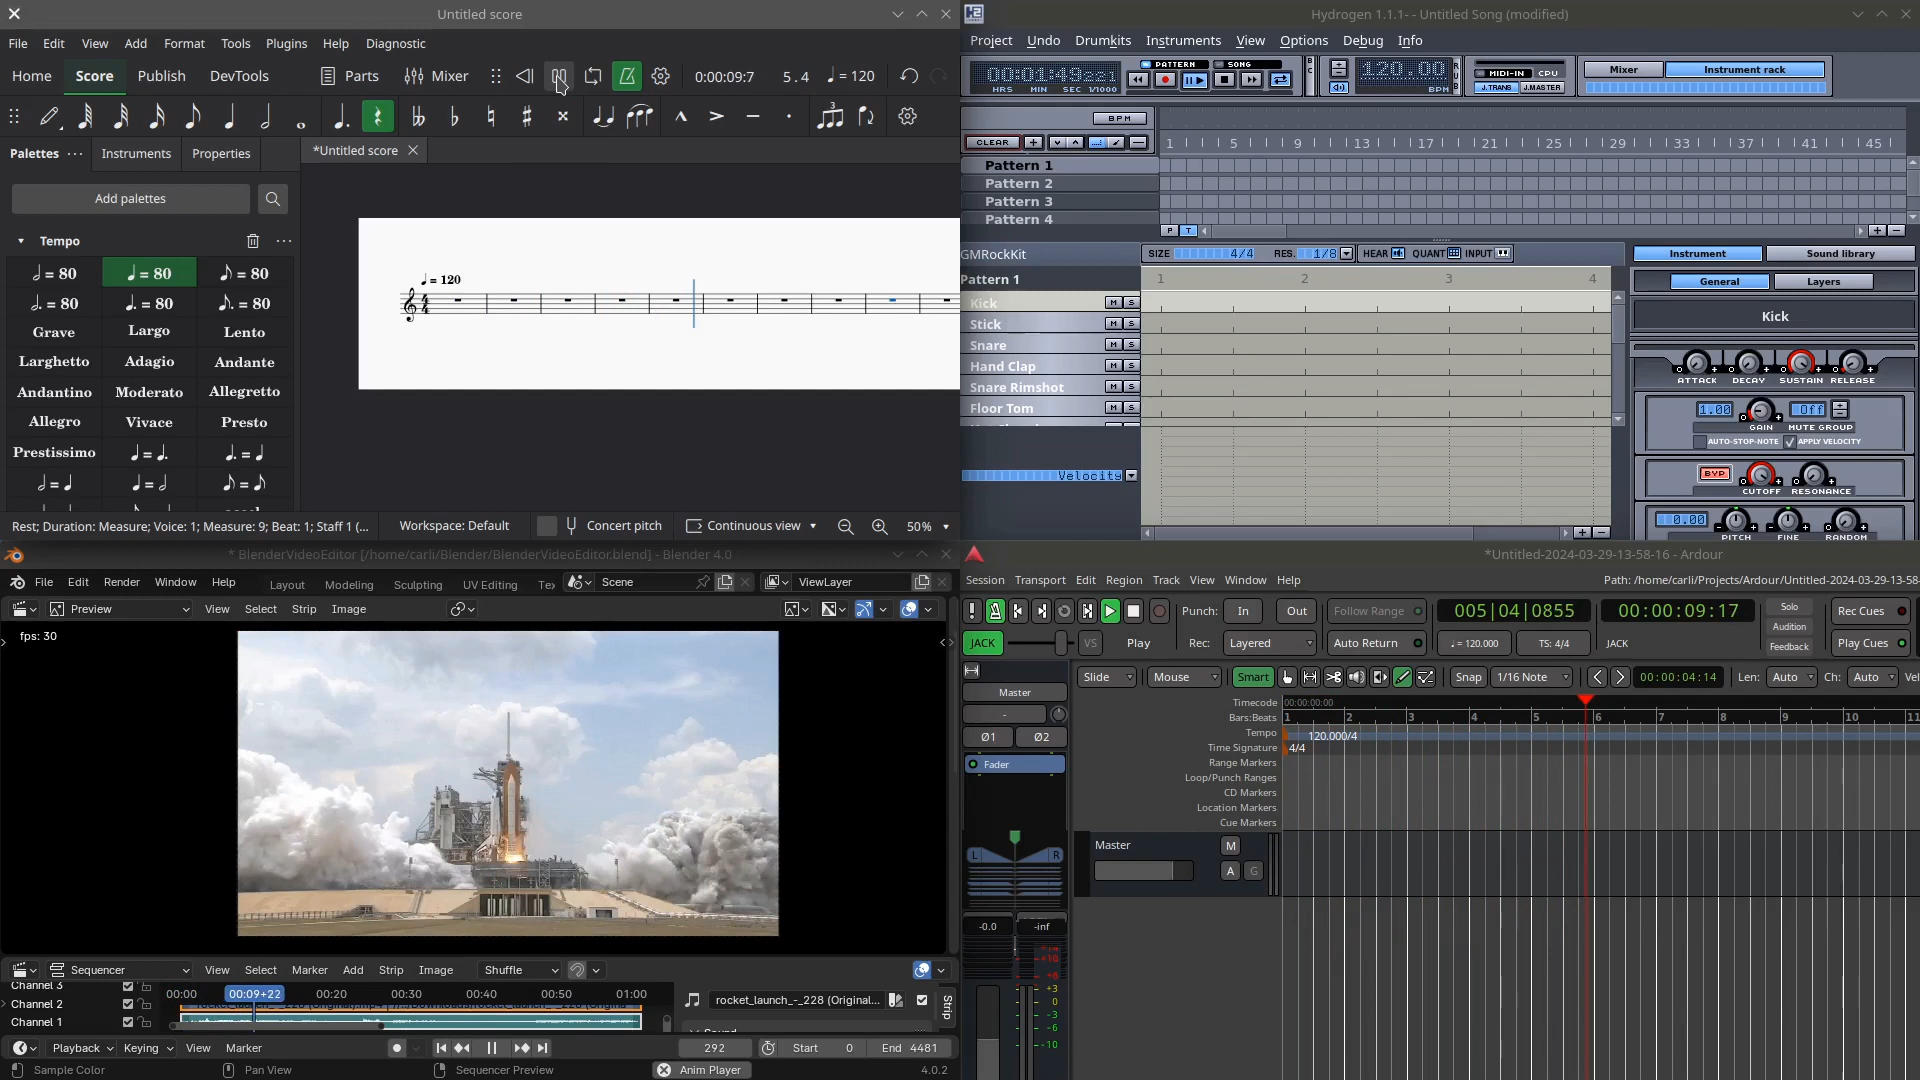 Untitled score
File Edit View Add Format Tools Plugins Help Diagnostic
Home Score Publish DevTools Parts Mixer 0:00:09:7 5 . 4 = 120
3
Palettes Instruments Properties *Untitled score
Add palettes
Tempo
= 80 = 80 = 80
= 80 = 80 = 80
Grave Largo Lento
Larghetto Adagio Andante
Andantino Moderato Allegretto
Allegro Vivace Presto
Prestissimo = =
= = =
= 120
Rest; Duration: Measure; Voice: 1; Measure: 9; Beat: 1; Staff 1 (... Workspace: Default Concert pitch Continuous view 50%
Hydrogen 1.1.1- - Untitled Song (modified)
Project Undo Drumkits Instruments View Options Debug Info
00:01:49:221
HRS MIN SEC 1/1000
PATTERN SONG
BC
RUB
120.00
BPM
MIDI-IN CPU
J.TRANS J.MASTER
Mixer Instrument rack
BPM
CLEAR 1 5 9 13 17 21 25 29 33 37 41 45
Pattern 1
Pattern 2
Pattern 3
Pattern 4
P T
GMRockKit SIZE 4/4 RES. 1/8 HEAR QUANT INPUT
Pattern 1 1 2 3 4
Kick M S
Stick M S
Snare M S
Hand Clap M S
Snare Rimshot M S
Floor Tom M S
Velocity
Instrument Sound library
General Layers
Kick
ATTACK DECAY SUSTAIN RELEASE
1.00 Off
GAIN MUTE GROUP
AUTO-STOP-NOTE APPLY VELOCITY
BYP
CUTOFF RESONANCE
0.00
PITCH FINE RANDOM
* BlenderVideoEditor [/home/carli/Blender/BlenderVideoEditor.blend] - Blender 4.0
File Edit Render Window Help Layout Modeling Sculpting UV Editing Te Scene ViewLayer
Preview View Select Strip Image
fps: 30
Sequencer View Select Marker Add Strip Image Shuffle
Channel 3
Channel 2
Channel 1
00:00 00:09+22 00:20 00:30 00:40 00:50 01:00
rocket_launch_-_228 (Original...
Strip
Playback Keying View Marker 292 Start 0 End 4481
Sample Color Pan View Sequencer Preview Anim Player 4.0.2
*Untitled-2024-03-29-13-58-16 - Ardour
Session Transport Edit Region Track View Window Help Path: /home/carli/Projects/Ardour/Untitled-2024-03-29-13-58-
Punch: In Out Follow Range 005|04|0855 00:00:09:17 Solo Rec Cues
Audition
JACK VS Play Rec: Layered Auto Return = 120.000 TS: 4/4 JACK Feedback Play Cues
Slide Mouse Smart Snap 1/16 Note 00:00:04:14 Len: Auto Ch: Auto Vel
Master
-
Ø1 Ø2
Fader
L R
-0.0 -inf
+3
+0
-3
-6
-10
Timecode 00:00:00:00
Bars:Beats 1 2 3 4 5 6 7 8 9 10 11
Tempo 120.000/4
Time Signature 4/4
Range Markers
Loop/Punch Ranges
CD Markers
Location Markers
Cue Markers
Master M
A G